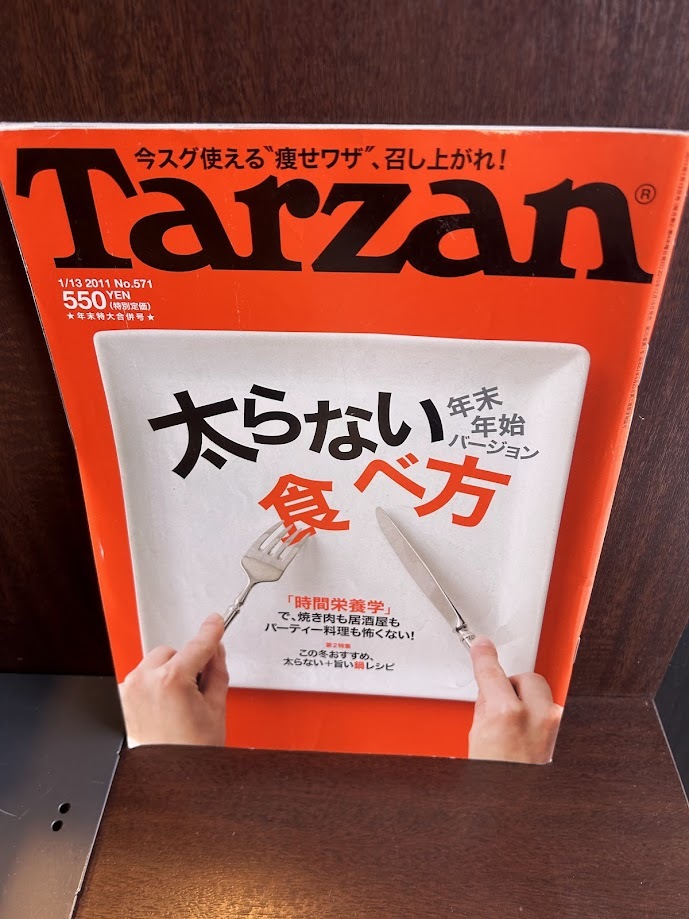 今スグ使える"痩せワザ"、召し上がれ!
Tarzan®
1/13 2011 No.571
550 YEN (特別定価)
★年末特大合併号★
太らない
年末
年始
バージョン
食べ方
「時間栄養学」
で、焼き肉も居酒屋も
パーティー料理も怖くない!
第2特集
この冬おすすめ、
太らない+旨い鍋レシピ